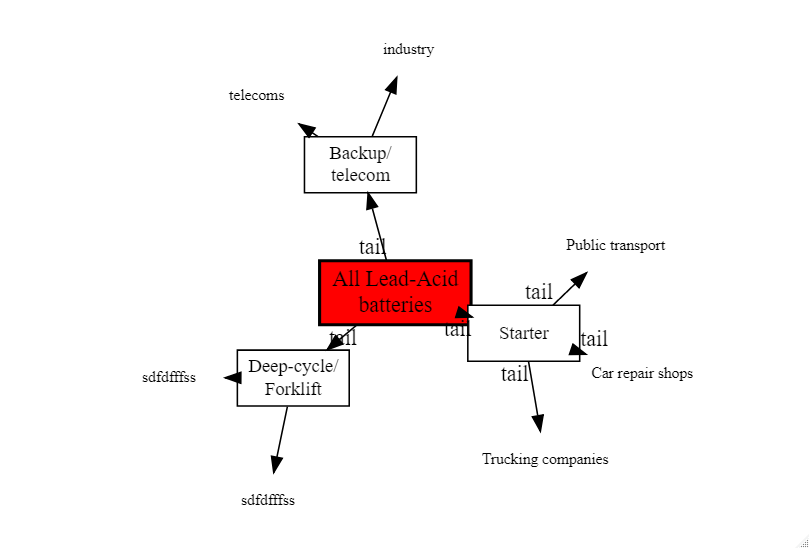 industry
telecoms
Backup/
telecom
tail
Public transport
All Lead-Acid
batteries
tail
tail
Starter
tail
tail
Deep-cycle/
Forklift
tail
Car repair shops
sdfdfffss
Trucking companies
sdfdfffss